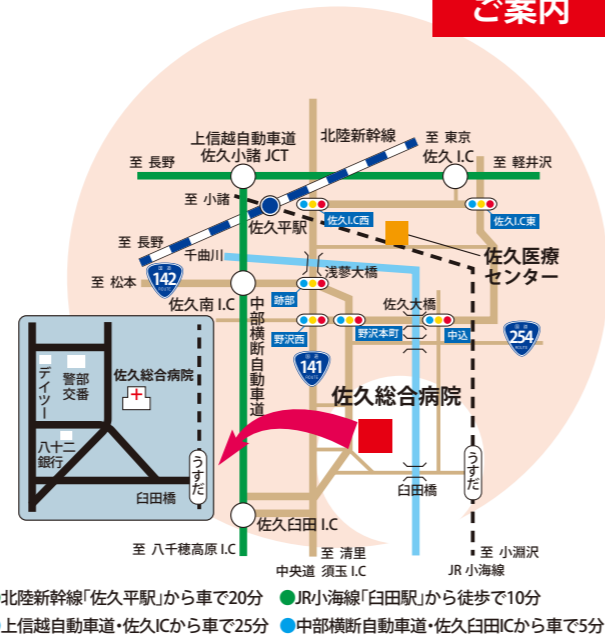 ご案内
上信越自動車道
佐久小諸 JCT
北陸新幹線
至 東京
佐久 I.C
至 長野
至 軽井沢
至 小諸
佐久平駅
佐久I.C西
佐久I.C東
至 長野
千曲川
佐久医療
センター
国道
142
ROUTE
浅蓼大橋
至 松本
佐久南 I.C
跡部
佐久大橋
中部横断自動車道
野沢西
野沢本町
中込
国道
254
ROUTE
国道
141
ROUTE
佐久総合病院
デイツー
警部
交番
佐久総合病院
八十二
銀行
うすだ
臼田橋
うすだ
臼田橋
佐久臼田 I.C
至 八千穂高原 I.C
至 清里
中央道 須玉 I.C
至 小淵沢
JR 小海線
北陸新幹線「佐久平駅」から車で20分
JR小海線「臼田駅」から徒歩で10分
上信越自動車道・佐久ICから車で25分
中部横断自動車道・佐久臼田ICから車で5分